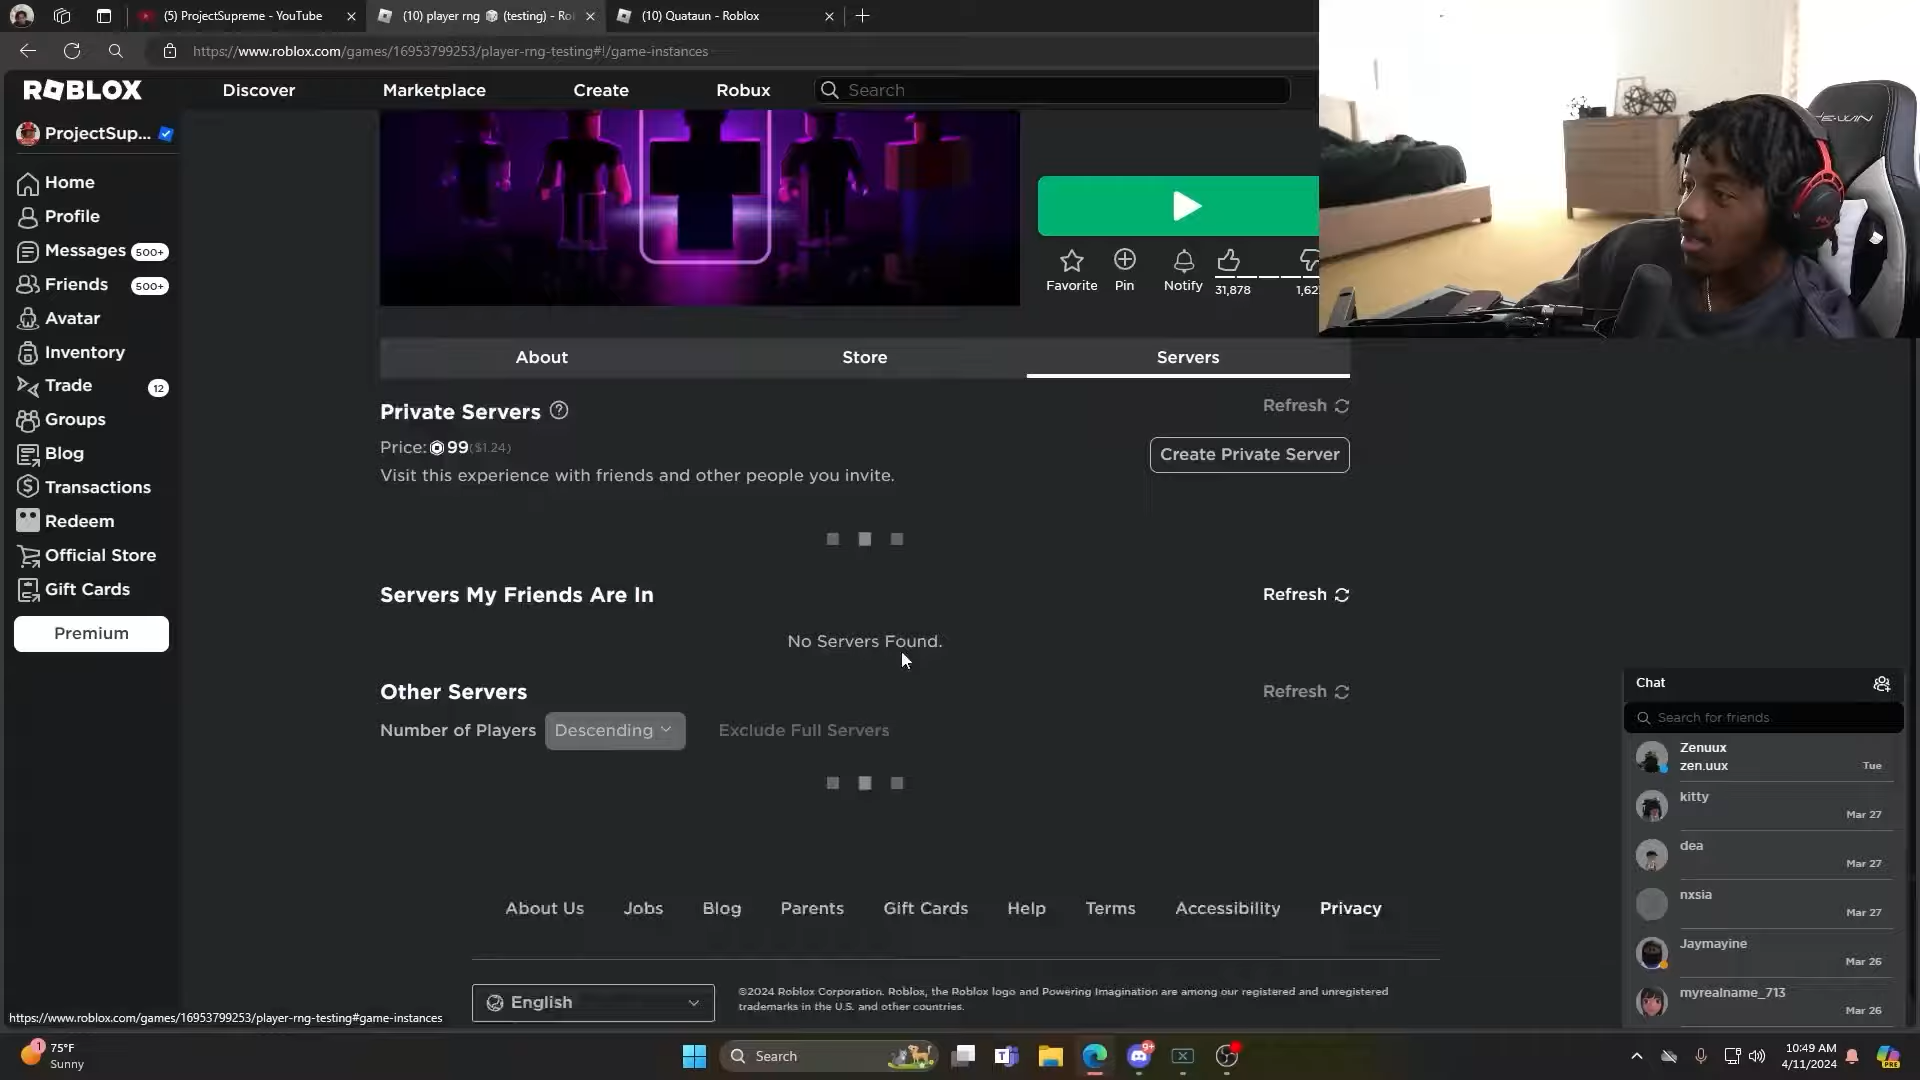 (5) ProjectSupreme - YouTube
(10) player rng (testing) - Ro
(10) Quataun - Roblox
https://www.roblox.com/games/16953799253/player-rng-testing#!/game-instances
ROBLOX
Discover
Marketplace
Create
Robux
Search
ProjectSup...
Home
Profile
Messages 500+
Friends 500+
Avatar
Inventory
Trade 12
Groups
Blog
Transactions
Redeem
Official Store
Gift Cards
Premium
Favorite
Pin
Notify
31,878
1,62
About
Store
Servers
Private Servers
Refresh
Price: 99 ($1.24)
Create Private Server
Visit this experience with friends and other people you invite.
Servers My Friends Are In
Refresh
No Servers Found.
Other Servers
Refresh
Number of Players
Descending
Exclude Full Servers
Chat
Search for friends
Zenuux
zen.uux
Tue
kitty
Mar 27
dea
Mar 27
nxsia
Mar 27
Jaymayine
Mar 26
myrealname_713
Mar 26
About Us
Jobs
Blog
Parents
Gift Cards
Help
Terms
Accessibility
Privacy
English
©2024 Roblox Corporation. Roblox, the Roblox logo and Powering Imagination are among our registered and unregistered
trademarks in the U.S. and other countries.
https://www.roblox.com/games/16953799253/player-rng-testing#game-instances
1
75°F
Sunny
Search
9+
10:49 AM
4/11/2024
PRE